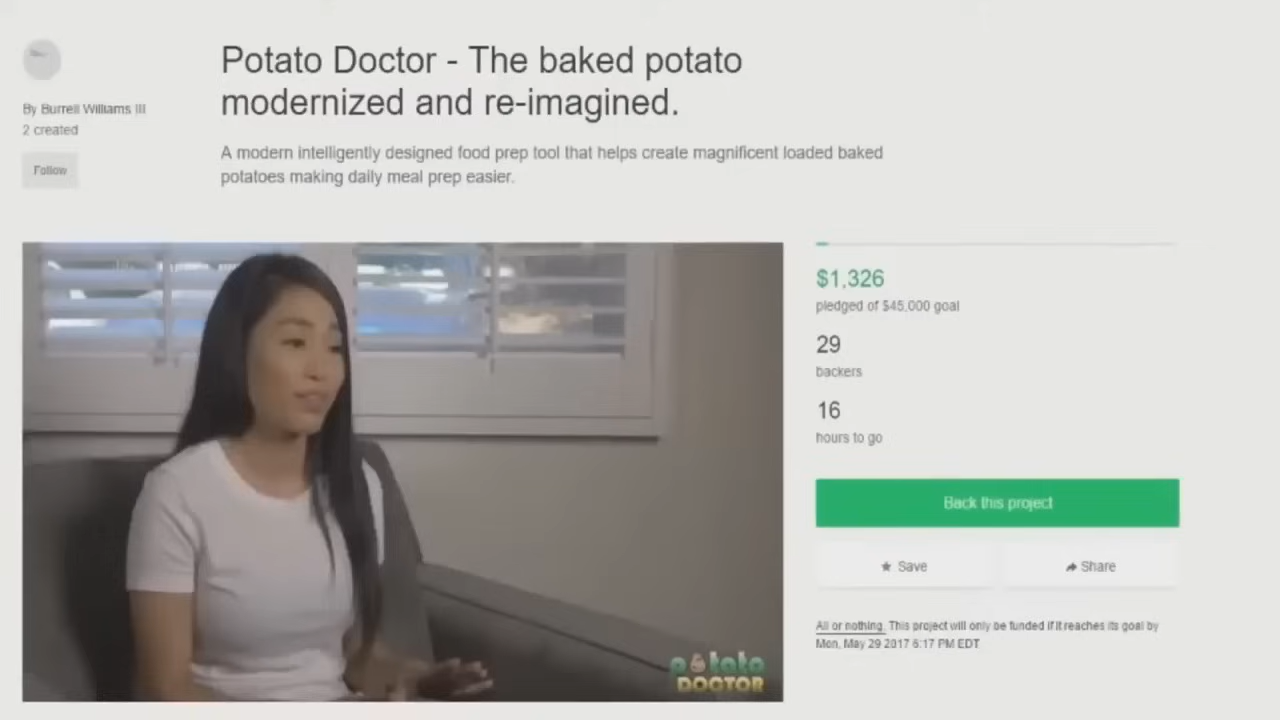 Potato Doctor - The baked potato
modernized and re-imagined.
By Burrell Williams III
2 created
Follow
A modern intelligently designed food prep tool that helps create magnificent loaded baked
potatoes making daily meal prep easier.
$1,326
pledged of $45,000 goal
29
backers
16
hours to go
Back this project
Save
Share
All or nothing. This project will only be funded if it reaches its goal by
Mon, May 29 2017 6:17 PM EDT
potato
DOCTOR